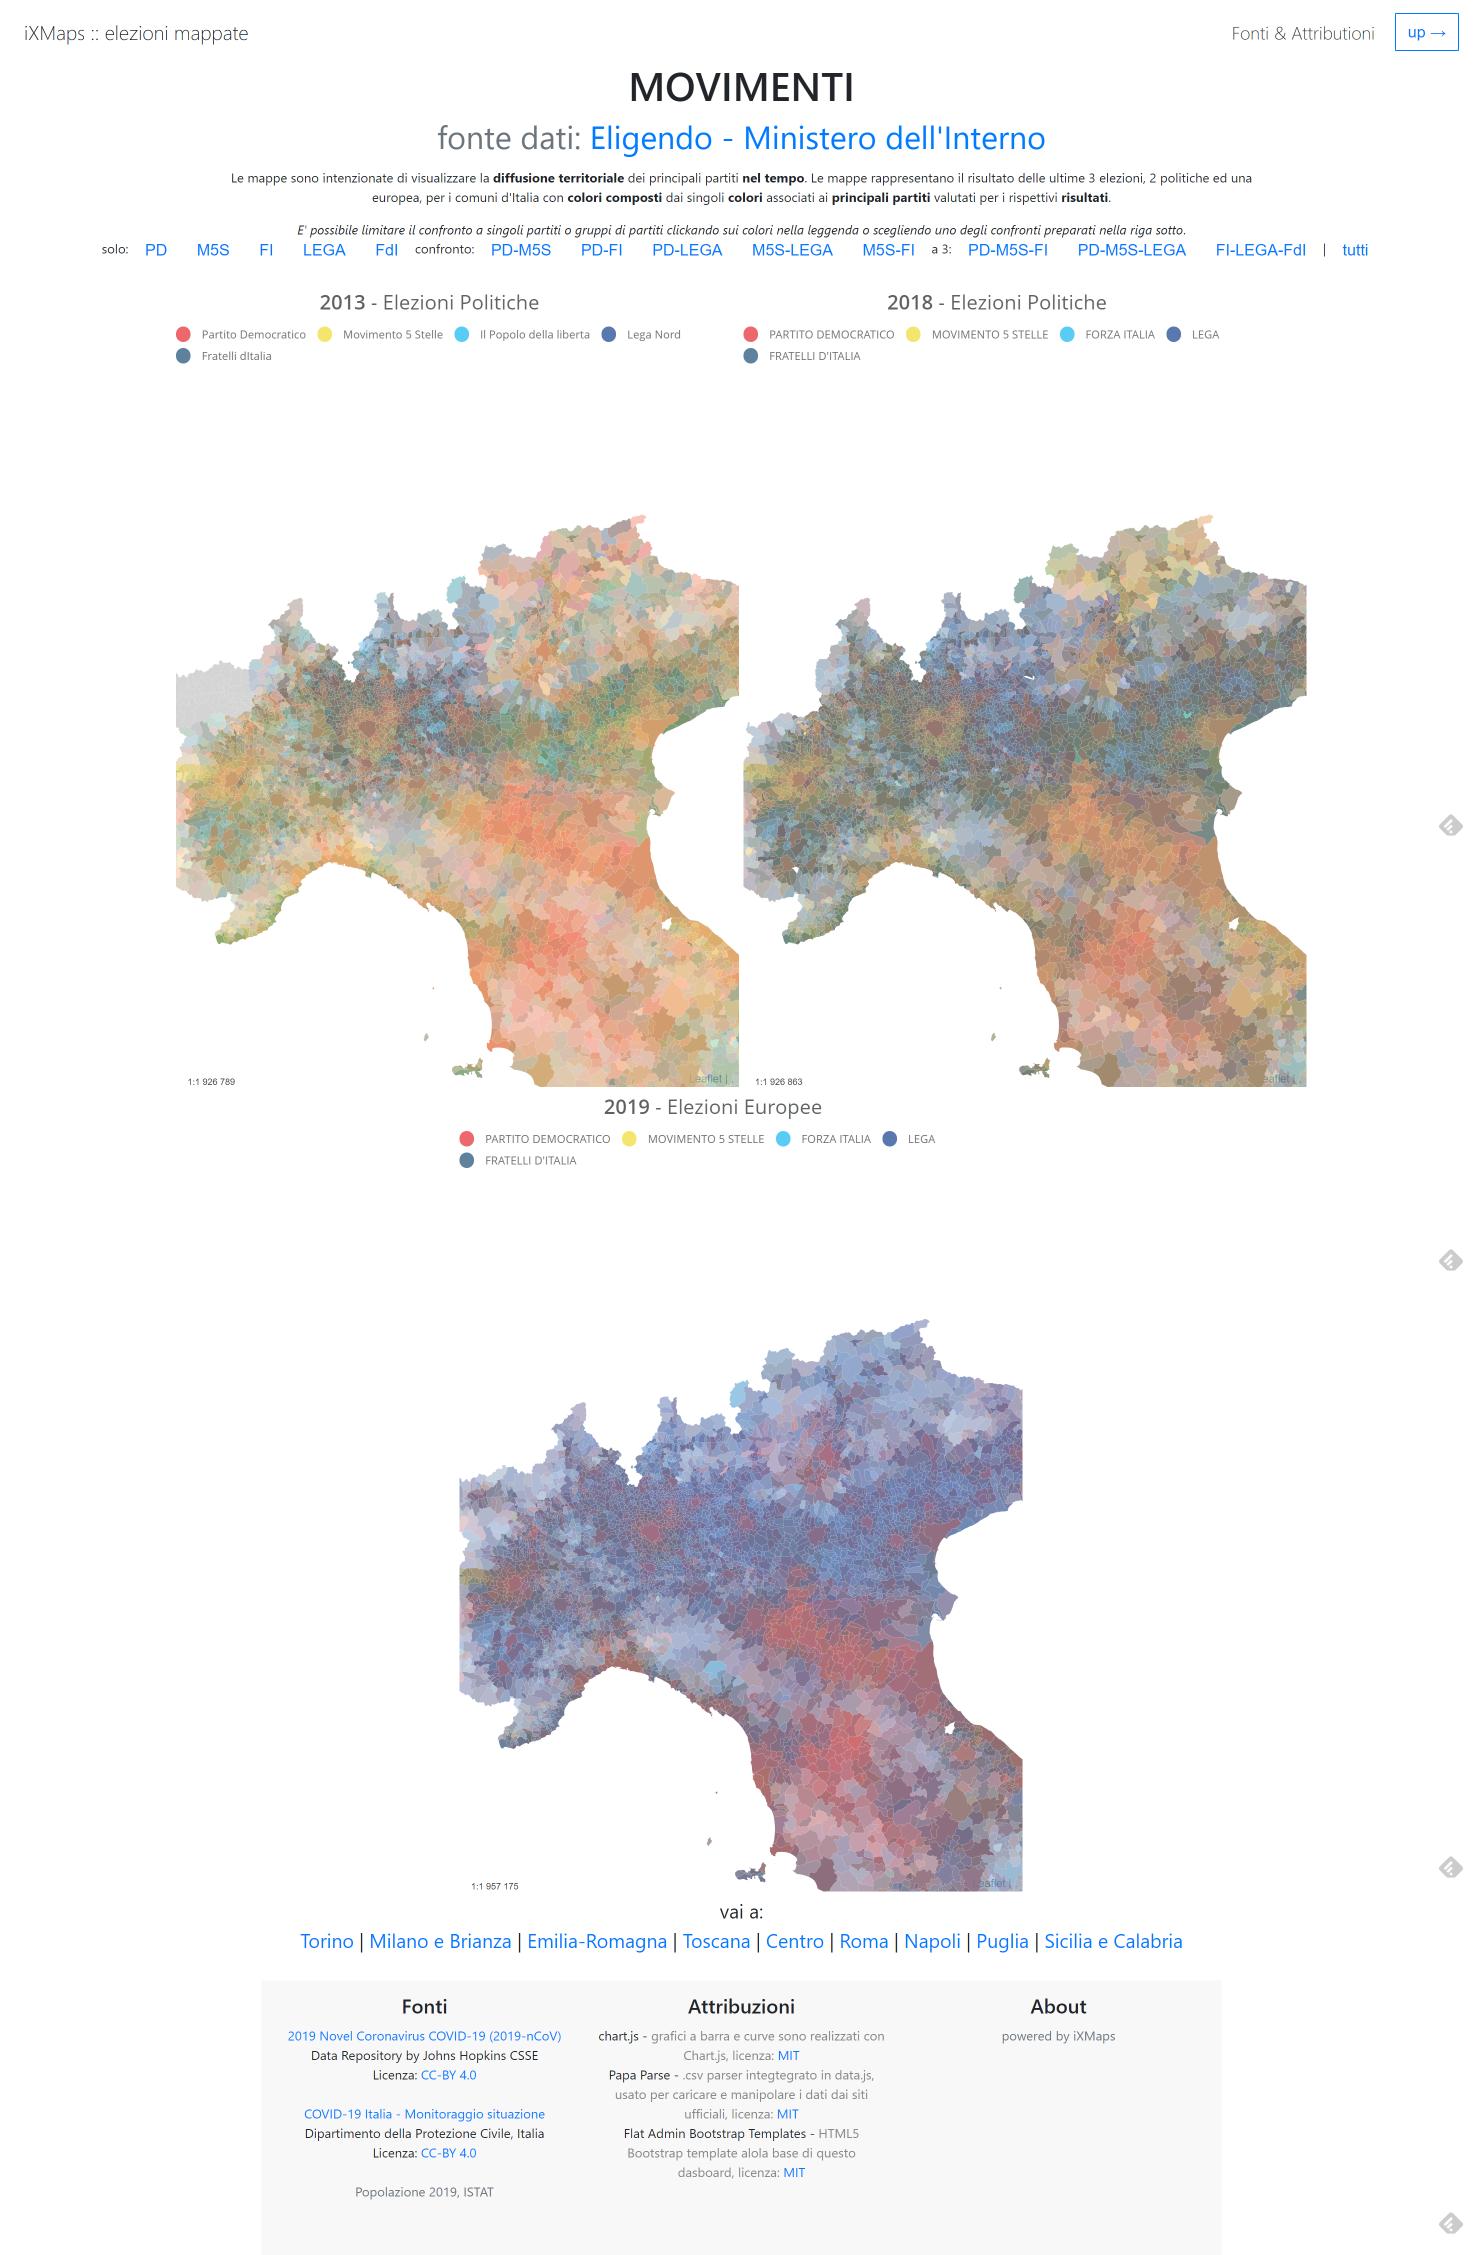 iXMaps :: elezioni mappate
Fonti & Attributioni
up →
MOVIMENTI
fonte dati: Eligendo - Ministero dell'Interno
Le mappe sono intenzionate di visualizzare la diffusione territoriale dei principali partiti nel tempo. Le mappe rappresentano il risultato delle ultime 3 elezioni, 2 politiche ed una
europea, per i comuni d'Italia con colori composti dai singoli colori associati ai principali partiti valutati per i rispettivi risultati.
E' possibile limitare il confronto a singoli partiti o gruppi di partiti clickando sui colori nella leggenda o scegliendo uno degli confronti preparati nella riga sotto.
solo: PD M5S FI LEGA FdI confronto: PD-M5S PD-FI PD-LEGA M5S-LEGA M5S-FI a 3: PD-M5S-FI PD-M5S-LEGA FI-LEGA-FdI | tutti
2013 - Elezioni Politiche
Partito Democratico Movimento 5 Stelle Il Popolo della liberta Lega Nord
Fratelli dItalia
1:1 926 789
Leaflet |
2018 - Elezioni Politiche
PARTITO DEMOCRATICO MOVIMENTO 5 STELLE FORZA ITALIA LEGA
FRATELLI D'ITALIA
1:1 926 863
Leaflet |
2019 - Elezioni Europee
PARTITO DEMOCRATICO MOVIMENTO 5 STELLE FORZA ITALIA LEGA
FRATELLI D'ITALIA
1:1 957 175
Leaflet |
vai a:
Torino | Milano e Brianza | Emilia-Romagna | Toscana | Centro | Roma | Napoli | Puglia | Sicilia e Calabria
Fonti
2019 Novel Coronavirus COVID-19 (2019-nCoV)
Data Repository by Johns Hopkins CSSE
Licenza: CC-BY 4.0
COVID-19 Italia - Monitoraggio situazione
Dipartimento della Protezione Civile, Italia
Licenza: CC-BY 4.0
Popolazione 2019, ISTAT
Attribuzioni
chart.js - grafici a barra e curve sono realizzati con
Chart.js, licenza: MIT
Papa Parse - .csv parser integtegrato in data.js,
usato per caricare e manipolare i dati dai siti
ufficiali, licenza: MIT
Flat Admin Bootstrap Templates - HTML5
Bootstrap template alola base di questo
dasboard, licenza: MIT
About
powered by iXMaps